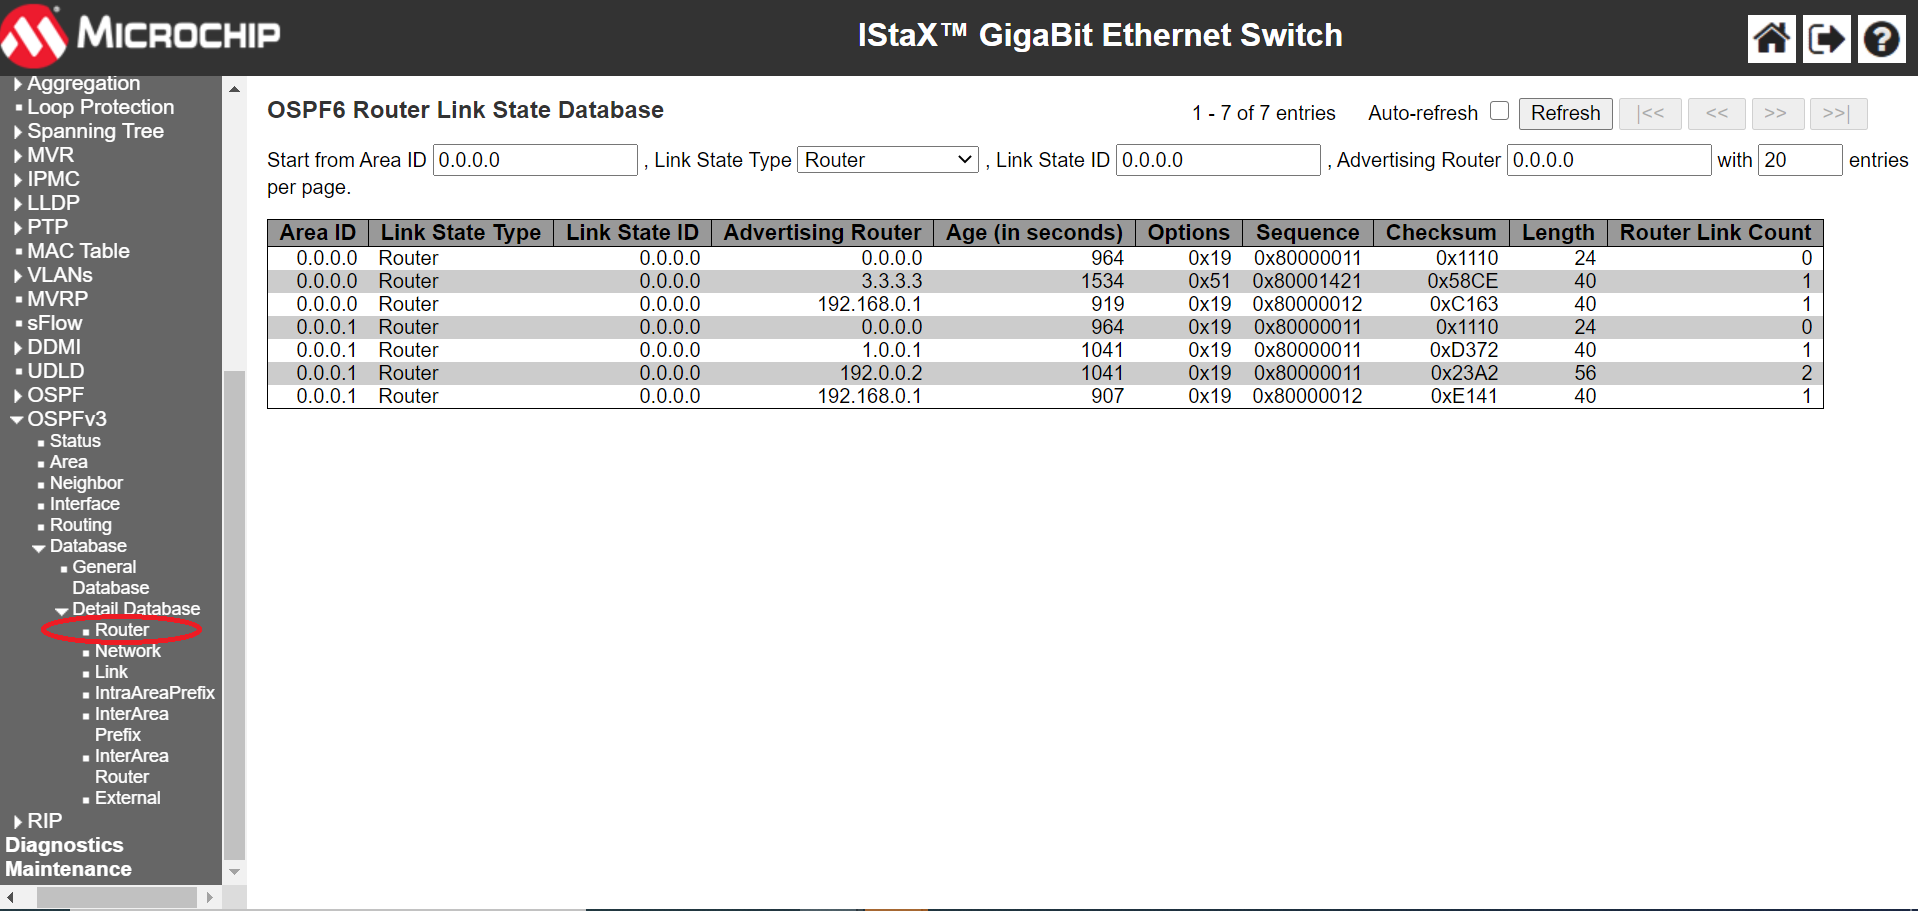 MICROCHIP
IStaX™ GigaBit Ethernet Switch
Aggregation
Loop Protection
Spanning Tree
MVR
IPMC
LLDP
PTP
MAC Table
VLANs
MVRP
sFlow
DDMI
UDLD
OSPF
OSPFv3
Status
Area
Neighbor
Interface
Routing
Database
General
Database
Detail Database
Router
Network
Link
IntraAreaPrefix
InterArea
Prefix
InterArea
Router
External
RIP
Diagnostics
Maintenance
OSPF6 Router Link State Database
1 - 7 of 7 entries Auto-refresh Refresh |<< << >> >>|
Start from Area ID 0.0.0.0 , Link State Type Router , Link State ID 0.0.0.0 , Advertising Router 0.0.0.0 with 20 entries
per page.
Area ID Link State Type Link State ID Advertising Router Age (in seconds) Options Sequence Checksum Length Router Link Count
0.0.0.0 Router 0.0.0.0 0.0.0.0 964 0x19 0x80000011 0x1110 24 0
0.0.0.0 Router 0.0.0.0 3.3.3.3 1534 0x51 0x80001421 0x58CE 40 1
0.0.0.0 Router 0.0.0.0 192.168.0.1 919 0x19 0x80000012 0xC163 40 1
0.0.0.1 Router 0.0.0.0 0.0.0.0 964 0x19 0x80000011 0x1110 24 0
0.0.0.1 Router 0.0.0.0 1.0.0.1 1041 0x19 0x80000011 0xD372 40 1
0.0.0.1 Router 0.0.0.0 192.0.0.2 1041 0x19 0x80000011 0x23A2 56 2
0.0.0.1 Router 0.0.0.0 192.168.0.1 907 0x19 0x80000012 0xE141 40 1